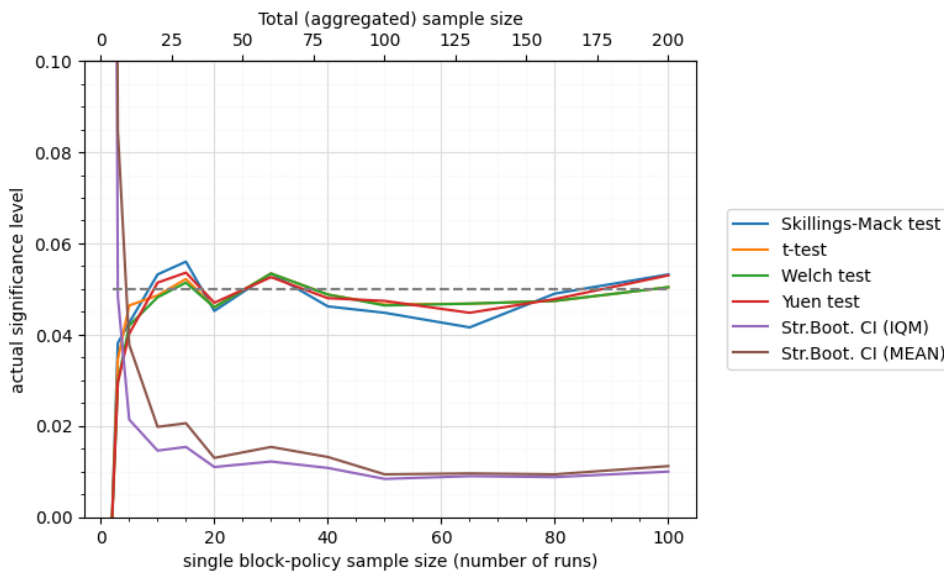 Total (aggregated) sample size
0 25 50 75 100 125 150 175 200
0.10
0.08
0.06
0.04
0.02
0.00
actual significance level
0 20 40 60 80 100
single block-policy sample size (number of runs)
Skillings-Mack test
t-test
Welch test
Yuen test
Str.Boot. CI (IQM)
Str.Boot. CI (MEAN)